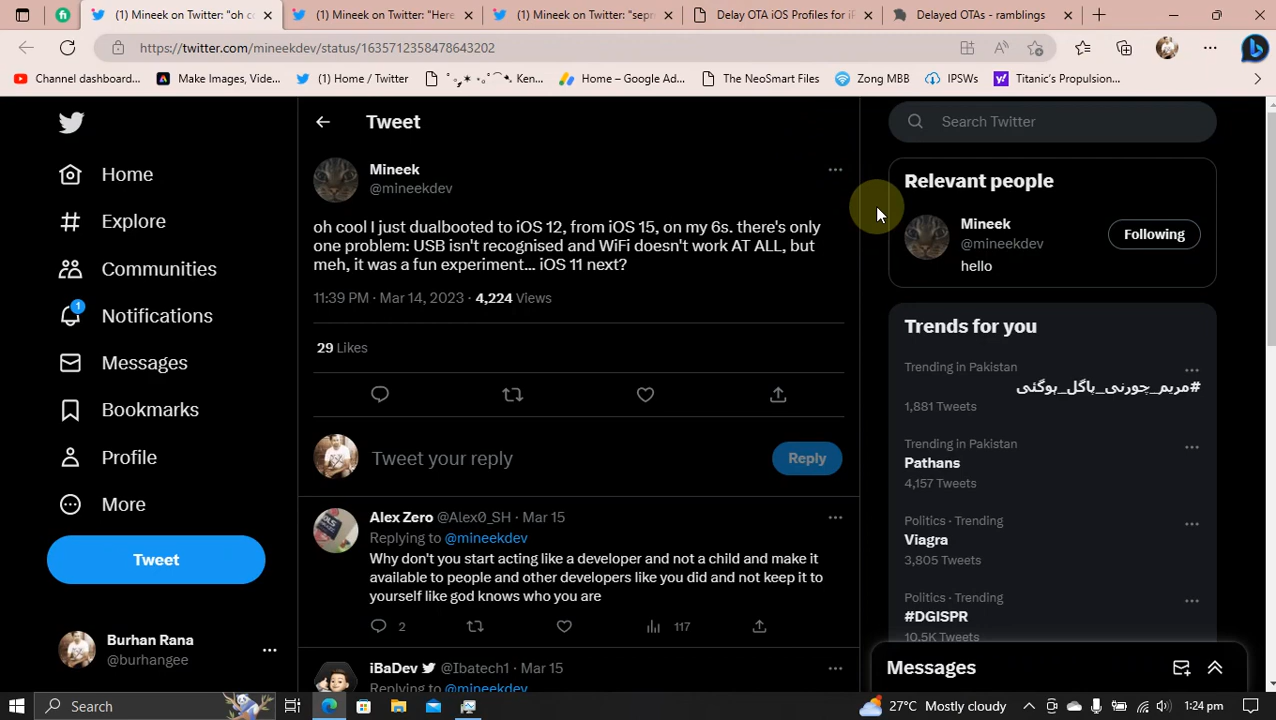 (1) Mineek on Twitter: "oh co
(1) Mineek on Twitter: "Here
(1) Mineek on Twitter: "sepn
Delay OTA iOS Profiles for iP
Delayed OTAs - ramblings
https://twitter.com/mineekdev/status/1635712358478643202
Channel dashboard...
Make Images, Vide...
(1) Home / Twitter
Ken...
Home – Google Ad...
The NeoSmart Files
Zong MBB
IPSWs
Titanic's Propulsion...
Home
Explore
Communities
1
Notifications
Messages
Bookmarks
Profile
More
Tweet
Burhan Rana
@burhangee
Tweet
Mineek
@mineekdev
oh cool I just dualbooted to iOS 12, from iOS 15, on my 6s. there's only
one problem: USB isn't recognised and WiFi doesn't work AT ALL, but
meh, it was a fun experiment... iOS 11 next?
11:39 PM · Mar 14, 2023 · 4,224 Views
29 Likes
Tweet your reply
Reply
Alex Zero @Alex0_SH · Mar 15
Replying to @mineekdev
Why don't you start acting like a developer and not a child and make it
available to people and other developers like you did and not keep it to
yourself like god knows who you are
2
117
iBaDev @Ibatech1 · Mar 15
Replying to @mineekdev
Search Twitter
Relevant people
Mineek
@mineekdev
Following
hello
Trends for you
Trending in Pakistan
#مریم_چورنی_پاگل_ہوگئی
1,881 Tweets
Trending in Pakistan
Pathans
4,157 Tweets
Politics · Trending
Viagra
3,805 Tweets
Politics · Trending
#DGISPR
10.5K Tweets
Messages
Search
27°C Mostly cloudy
1:24 pm